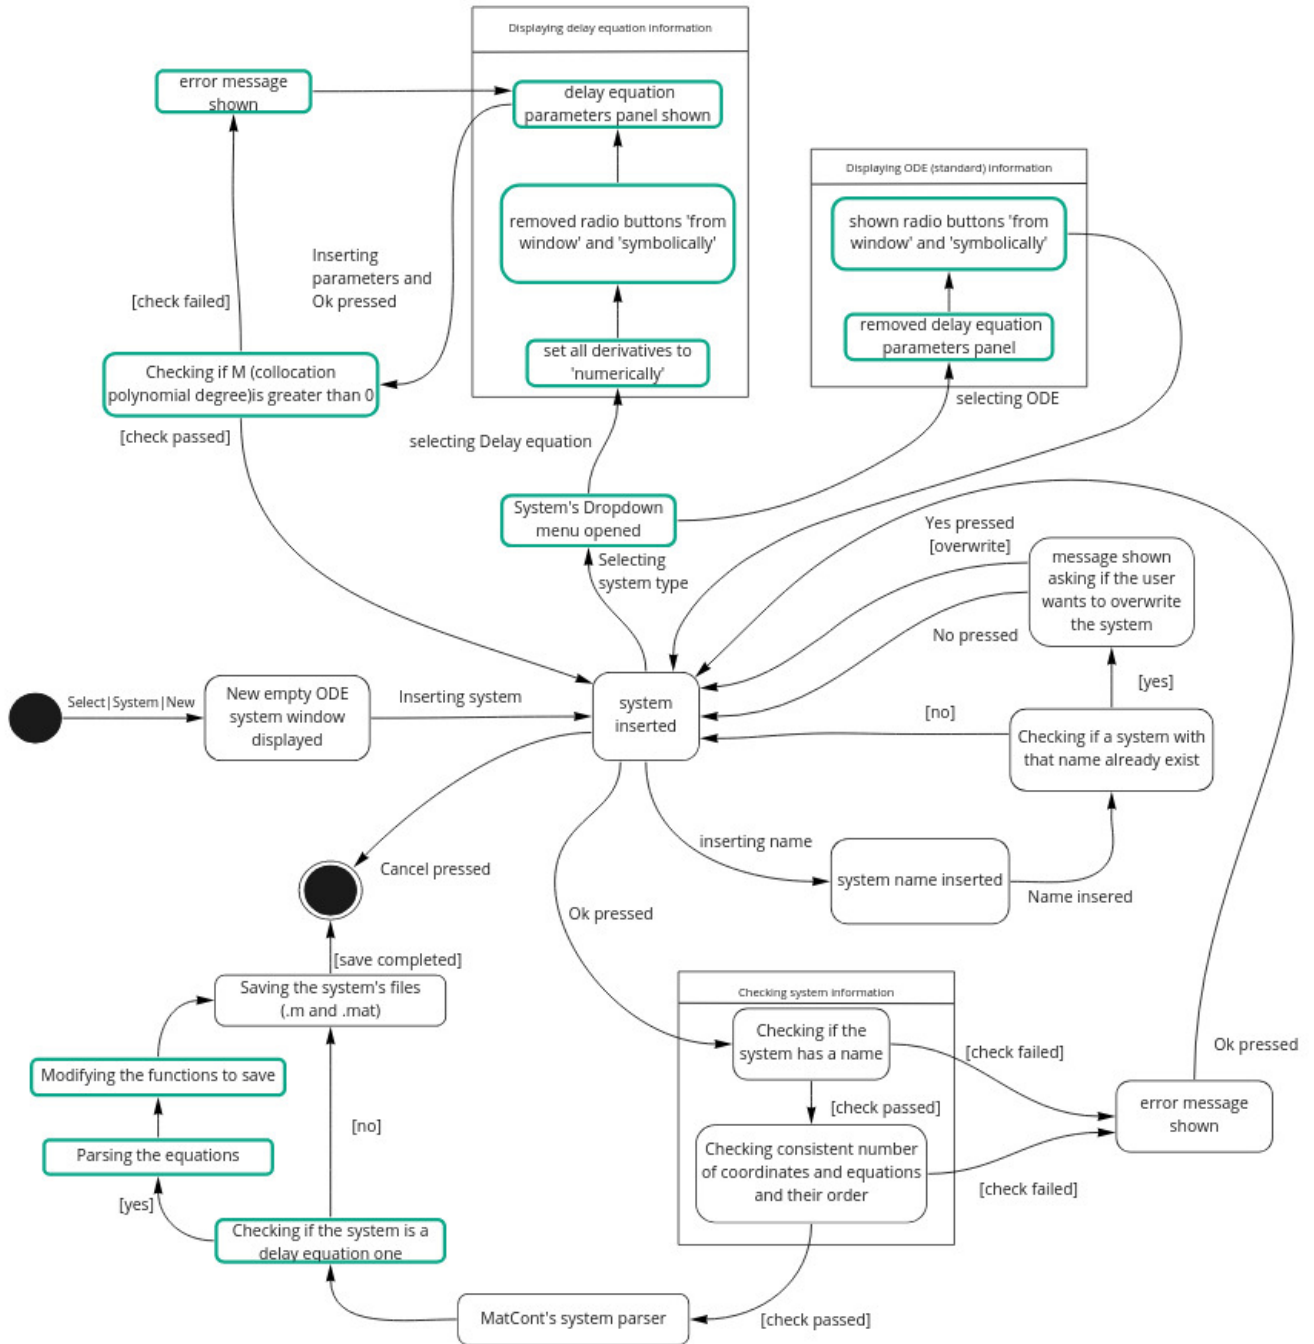 Displaying delay equation information
error message
shown
delay equation
parameters panel shown
Displaying ODE (standard) information
removed radio buttons 'from
window' and 'symbolically'
shown radio buttons 'from
window' and 'symbolically'
Inserting
parameters and
Ok pressed
[check failed]
removed delay equation
parameters panel
set all derivatives to
'numerically'
Checking if M (collocation
polynomial degree)is greater than 0
selecting ODE
[check passed]
selecting Delay equation
System's Dropdown
menu opened
Yes pressed
[overwrite]
Selecting
system type
message shown
asking if the user
wants to overwrite
the system
No pressed
[yes]
Select|System|New
New empty ODE
system window
displayed
Inserting system
system
inserted
[no]
Checking if a system with
that name already exist
inserting name
Cancel pressed
system name inserted
Name insered
Ok pressed
[save completed]
Saving the system's files
(.m and .mat)
Checking system information
Checking if the
system has a name
[check failed]
Ok pressed
Modifying the functions to save
[check passed]
error message
shown
[no]
Parsing the equations
Checking consistent number
of coordinates and equations
and their order
[check failed]
[yes]
Checking if the system is a
delay equation one
MatCont's system parser
[check passed]